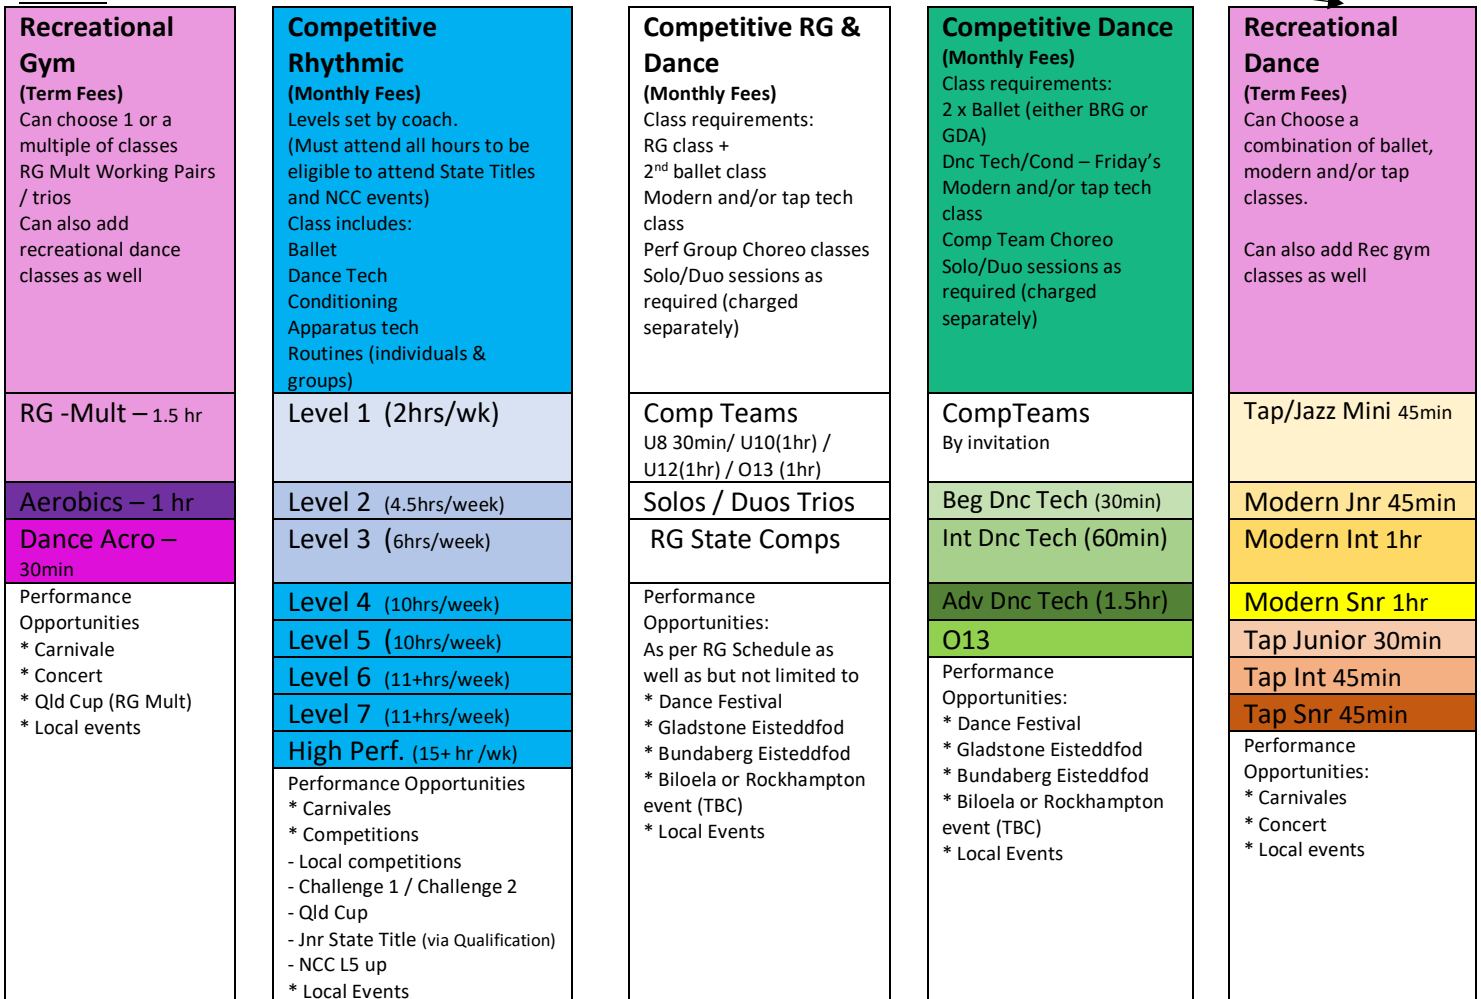 Recreational
Gym
(Term Fees)
Can choose 1 or a
multiple of classes
RG Mult Working Pairs
/ trios
Can also add
recreational dance
classes as well
RG -Mult – 1.5 hr
Aerobics – 1 hr
Dance Acro –
30min
Performance
Opportunities
* Carnivale
* Concert
* Qld Cup (RG Mult)
* Local events
Competitive
Rhythmic
(Monthly Fees)
Levels set by coach.
(Must attend all hours to be
eligible to attend State Titles
and NCC events)
Class includes:
Ballet
Dance Tech
Conditioning
Apparatus tech
Routines (individuals &
groups)
Level 1 (2hrs/wk)
Level 2 (4.5hrs/week)
Level 3 (6hrs/week)
Level 4 (10hrs/week)
Level 5 (10hrs/week)
Level 6 (11+hrs/week)
Level 7 (11+hrs/week)
High Perf. (15+ hr /wk)
Performance Opportunities
* Carnivales
* Competitions
- Local competitions
- Challenge 1 / Challenge 2
- Qld Cup
- Jnr State Title (via Qualification)
- NCC L5 up
* Local Events
Competitive RG &
Dance
(Monthly Fees)
Class requirements:
RG class +
2nd ballet class
Modern and/or tap tech
class
Perf Group Choreo classes
Solo/Duo sessions as
required (charged
separately)
Comp Teams
U8 30min/ U10(1hr) /
U12(1hr) / O13 (1hr)
Solos / Duos Trios
RG State Comps
Performance
Opportunities:
As per RG Schedule as
well as but not limited to
* Dance Festival
* Gladstone Eisteddfod
* Bundaberg Eisteddfod
* Biloela or Rockhampton
event (TBC)
* Local Events
Competitive Dance
(Monthly Fees)
Class requirements:
2 x Ballet (either BRG or
GDA)
Dnc Tech/Cond – Friday's
Modern and/or tap tech
class
Comp Team Choreo
Solo/Duo sessions as
required (charged
separately)
CompTeams
By invitation
Beg Dnc Tech (30min)
Int Dnc Tech (60min)
Adv Dnc Tech (1.5hr)
O13
Performance
Opportunities:
* Dance Festival
* Gladstone Eisteddfod
* Bundaberg Eisteddfod
* Biloela or Rockhampton
event (TBC)
* Local Events
Recreational
Dance
(Term Fees)
Can Choose a
combination of ballet,
modern and/or tap
classes.
Can also add Rec gym
classes as well
Tap/Jazz Mini 45min
Modern Jnr 45min
Modern Int 1hr
Modern Snr 1hr
Tap Junior 30min
Tap Int 45min
Tap Snr 45min
Performance
Opportunities:
* Carnivales
* Concert
* Local events